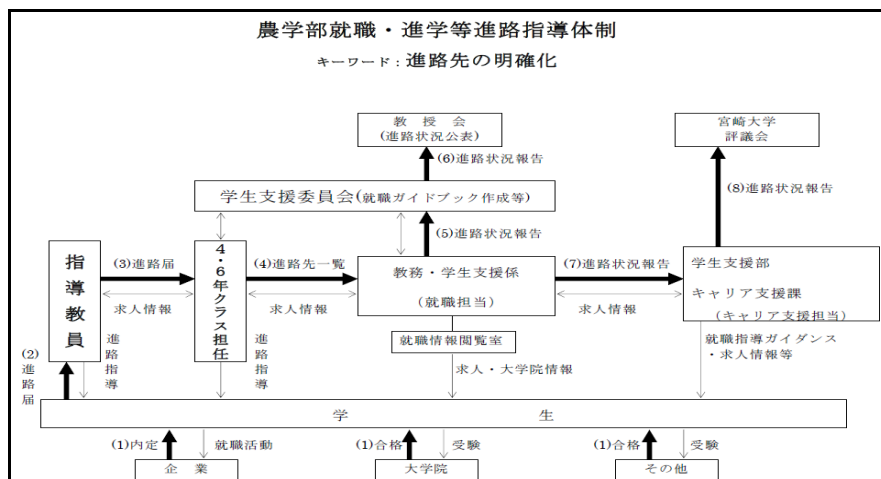 農学部就職・進学等進路指導体制
キーワード：進路先の明確化
教 授 会
(進路状況公表)
宮崎大学
評議会
(6)進路状況報告
(8)進路状況報告
学生支援委員会(就職ガイドブック作成等)
(5)進路状況報告
指導教員
(3)進路届
求人情報
4・6年クラス担任
(4)進路先一覧
求人情報
教務・学生支援係
(就職担当)
(7)進路状況報告
求人情報
学生支援部
キャリア支援課
(キャリア支援担当)
(2)進路届
進路指導
進路指導
就職情報閲覧室
求人・大学院情報
就職指導ガイダンス
・求人情報等
学 生
(1)内定
就職活動
(1)合格
受験
(1)合格
受験
企 業
大学院
その他